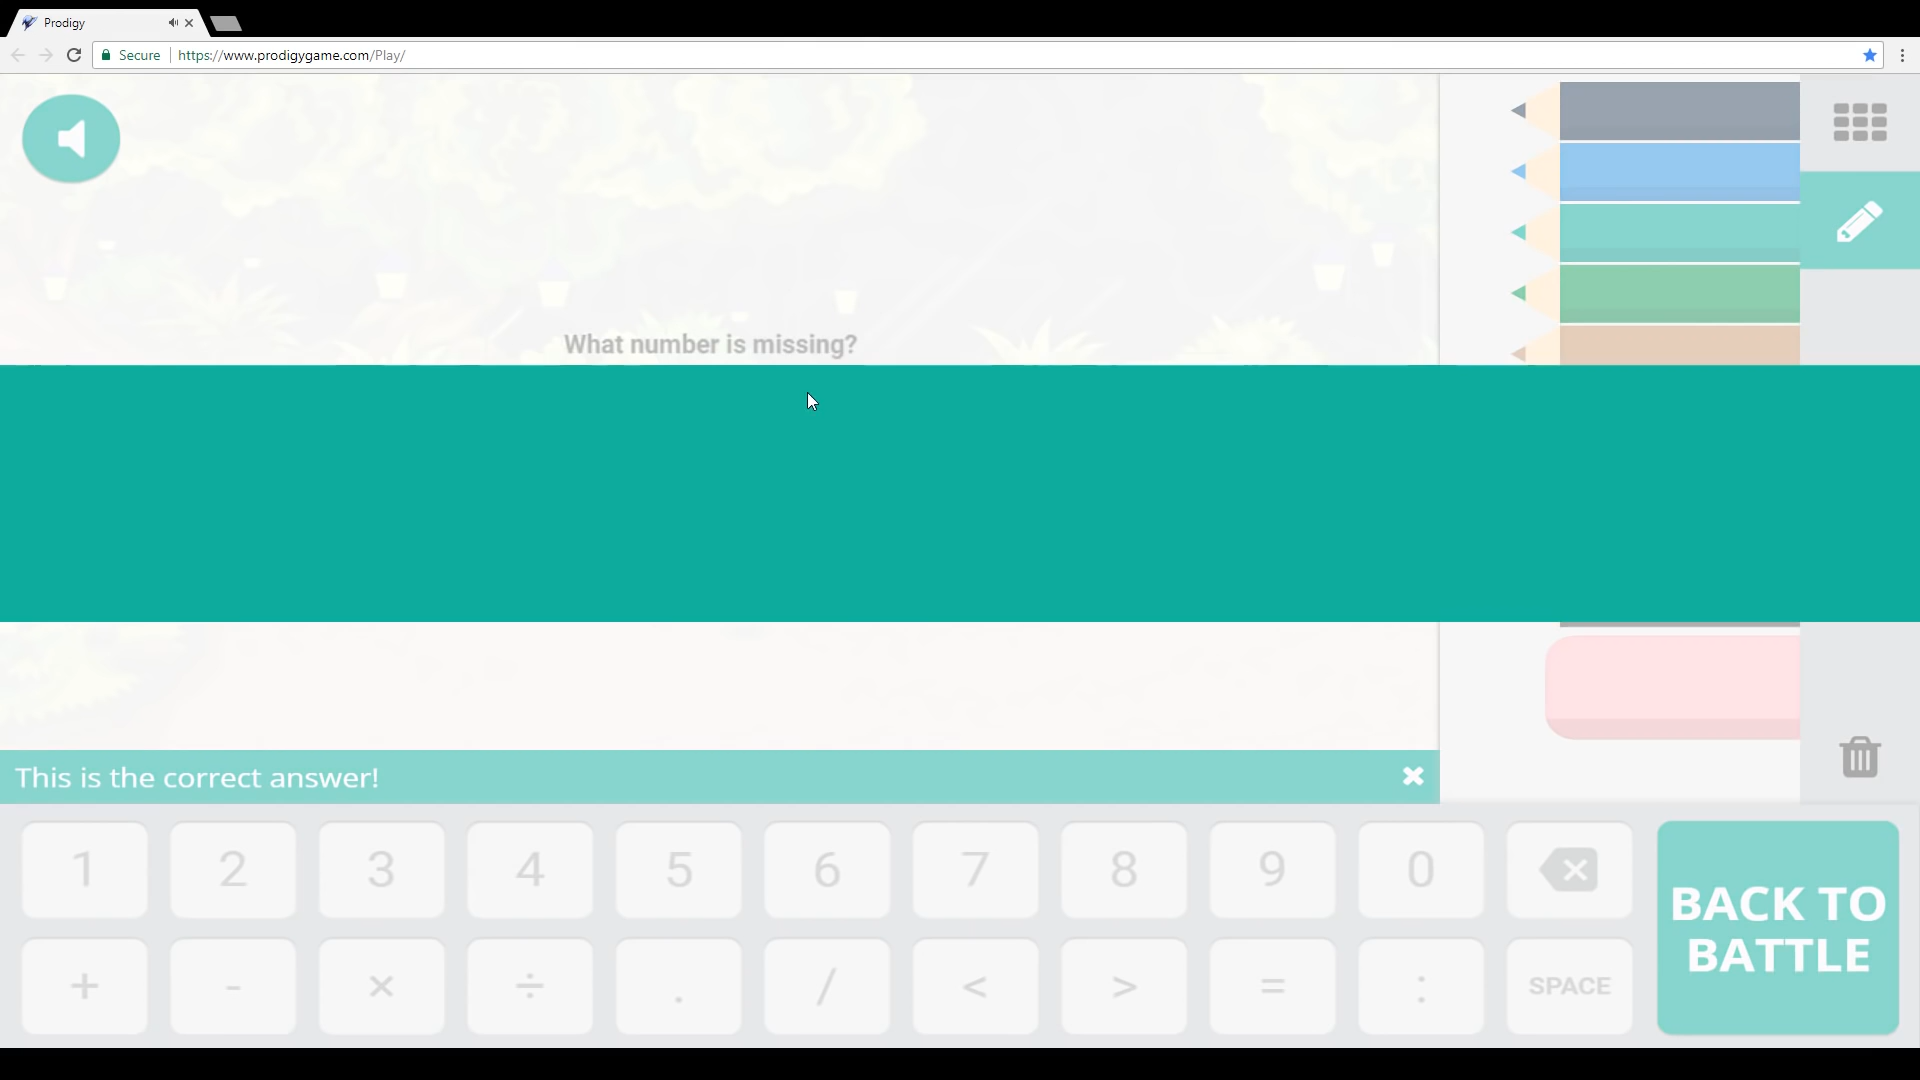 Prodigy
Secure https://www.prodigygame.com/Play/
What number is missing?
This is the correct answer!
1 2 3 4 5 6 7 8 9 0
BACK TO
BATTLE
+ - × ÷ . / < > = : SPACE